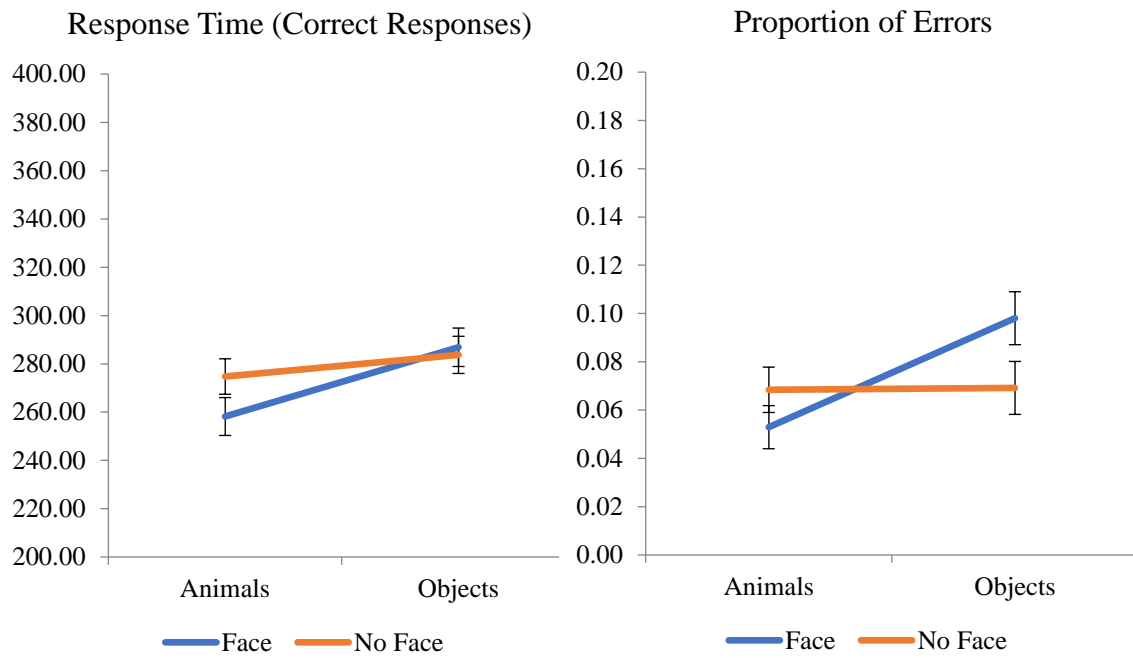 Response Time (Correct Responses)
400.00
380.00
360.00
340.00
320.00
300.00
280.00
260.00
240.00
220.00
200.00
Animals
Objects
Face
No Face
Proportion of Errors
0.20
0.18
0.16
0.14
0.12
0.10
0.08
0.06
0.04
0.02
0.00
Animals
Objects
Face
No Face